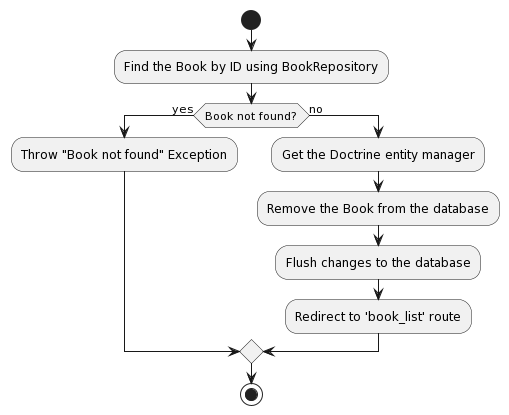 Find the Book by ID using BookRepository
yes
Book not found?
no
Throw "Book not found" Exception
Get the Doctrine entity manager
Remove the Book from the database
Flush changes to the database
Redirect to 'book_list' route